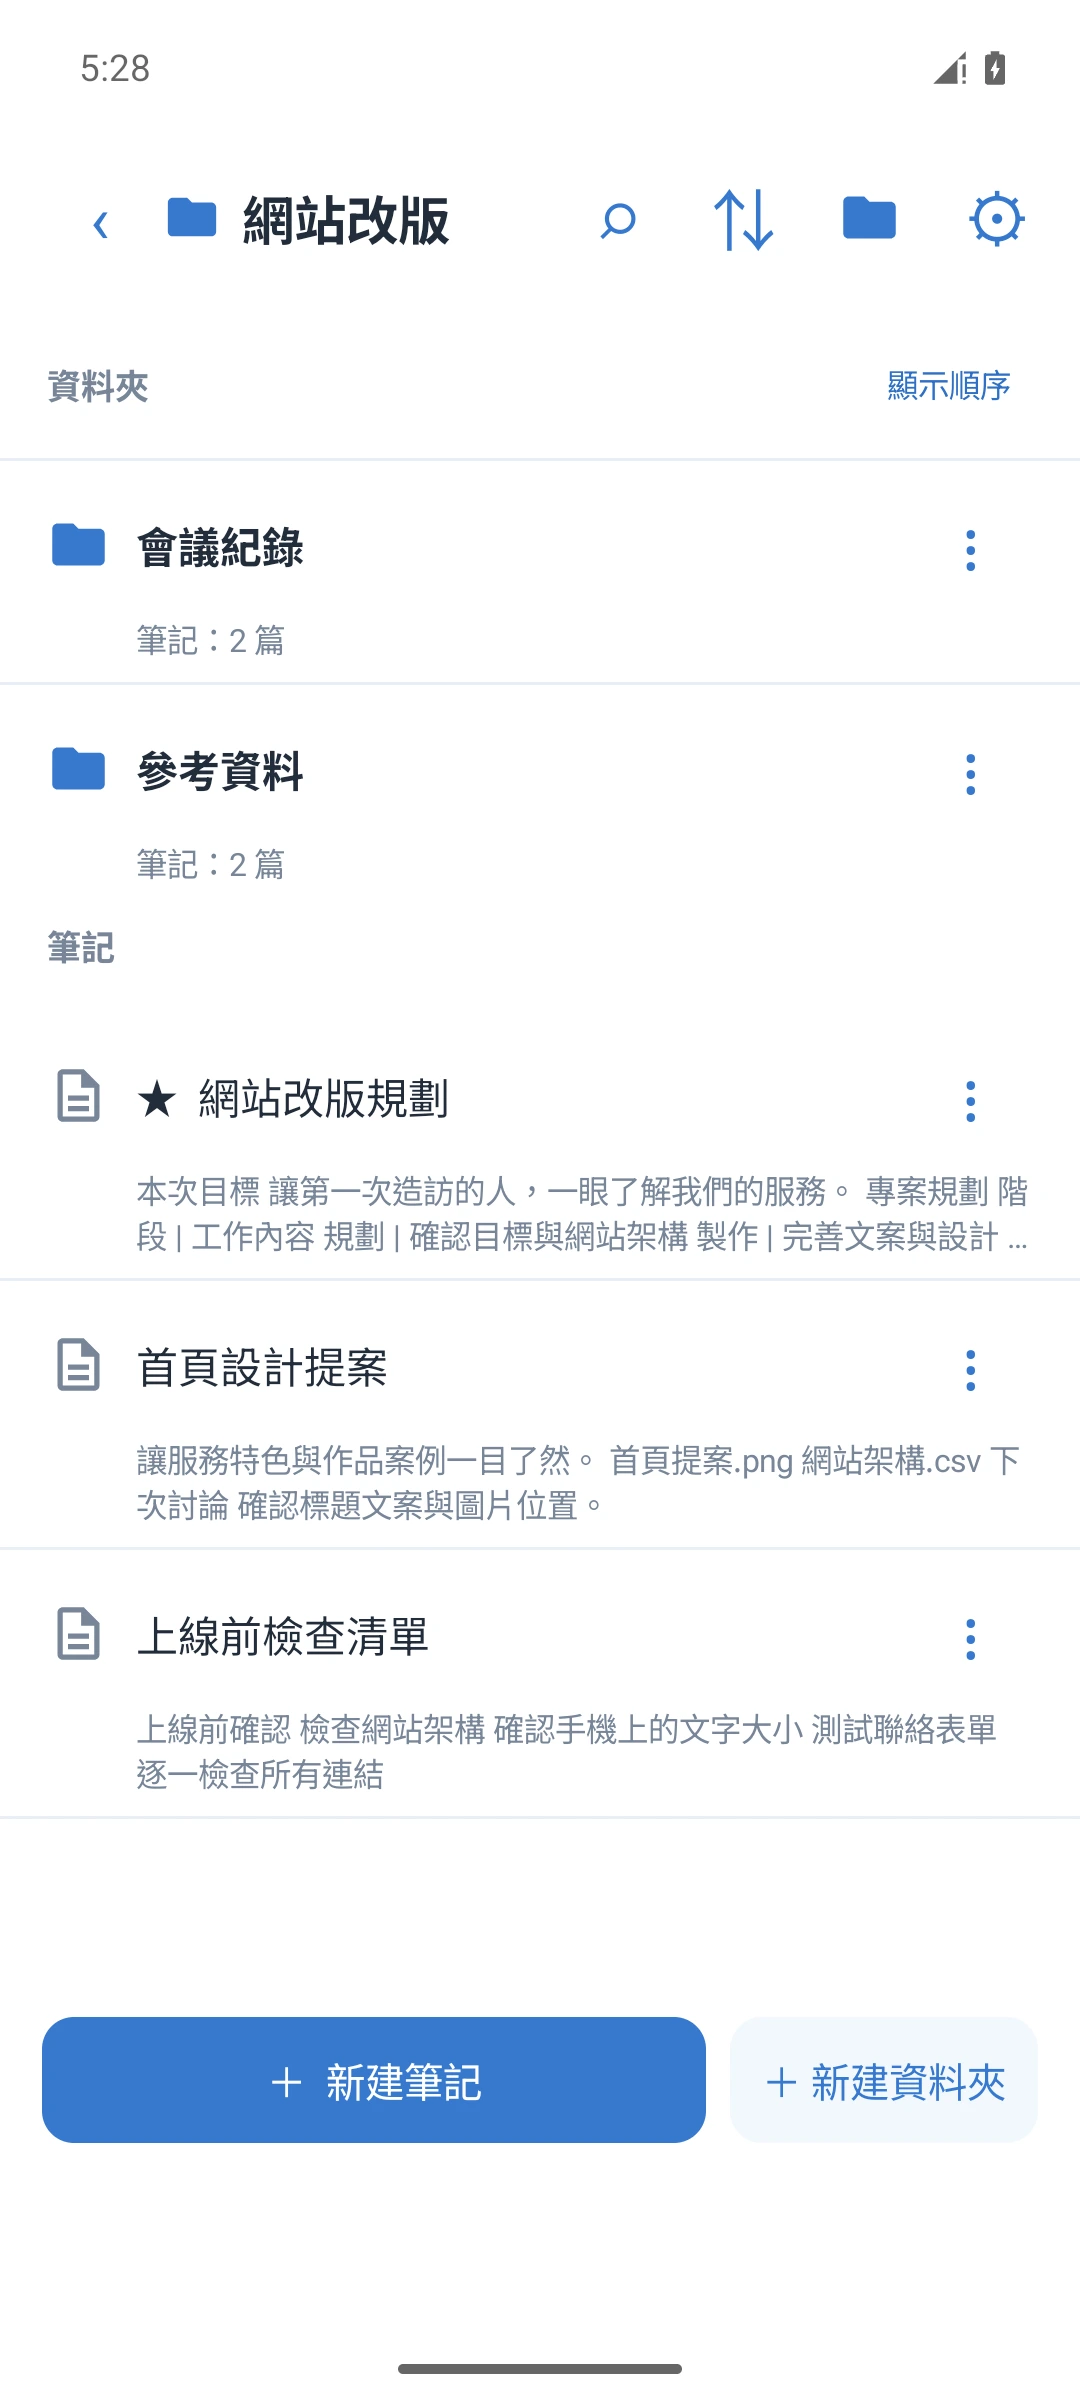 5:28
網站改版
資料夾
顯示順序
會議紀錄
筆記：2 篇
參考資料
筆記：2 篇
筆記
★ 網站改版規劃
本次目標 讓第一次造訪的人，一眼了解我們的服務。 專案規劃 階
段 | 工作內容 規劃 | 確認目標與網站架構 製作 | 完善文案與設計 ...
首頁設計提案
讓服務特色與作品案例一目了然。 首頁提案.png 網站架構.csv 下
次討論 確認標題文案與圖片位置。
上線前檢查清單
上線前確認 檢查網站架構 確認手機上的文字大小 測試聯絡表單
逐一檢查所有連結
＋ 新建筆記
＋ 新建資料夾